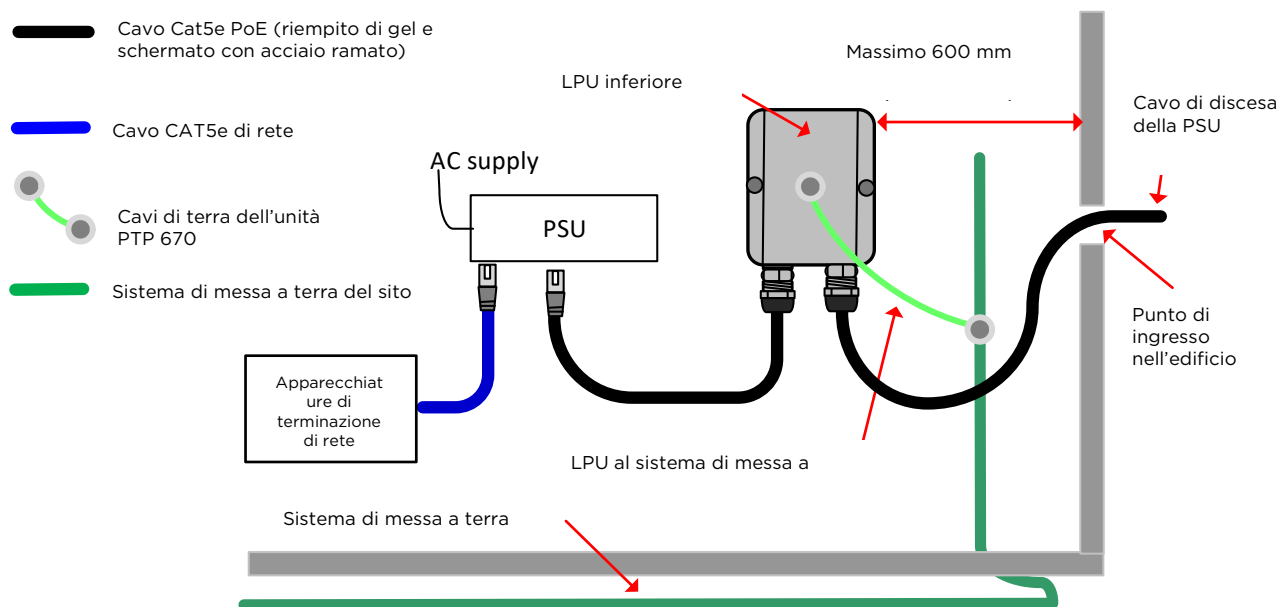 Cavo Cat5e PoE (riempito di gel e
schermato con acciaio ramato)
Massimo 600 mm
LPU inferiore
Cavo di discesa
della PSU
Cavo CAT5e di rete
AC supply
Cavi di terra dell'unità
PTP 670
PSU
Sistema di messa a terra del sito
Punto di
ingresso
nell'edificio
Apparecchiat
ure di
terminazione
di rete
LPU al sistema di messa a
Sistema di messa a terra